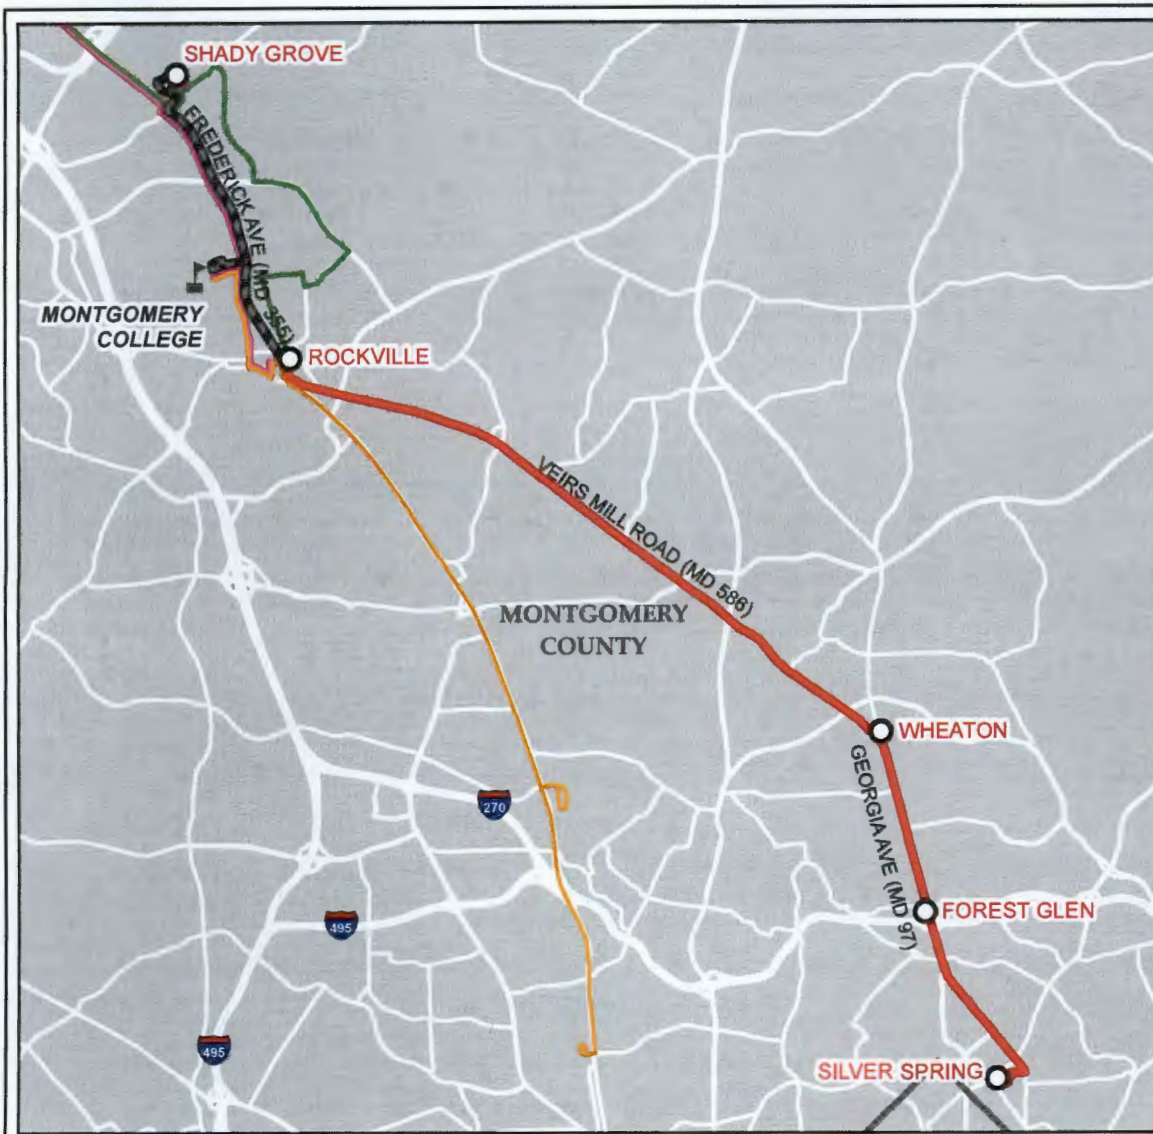 SHADY GROVE
FREDERICK AVE (MD 355)
MONTGOMERY
COLLEGE
ROCKVILLE
VEIRS MILL ROAD (MD 586)
MONTGOMERY
COUNTY
WHEATON
GEORGIA AVE (MD 97)
270
FOREST GLEN
495
495
SILVER SPRING